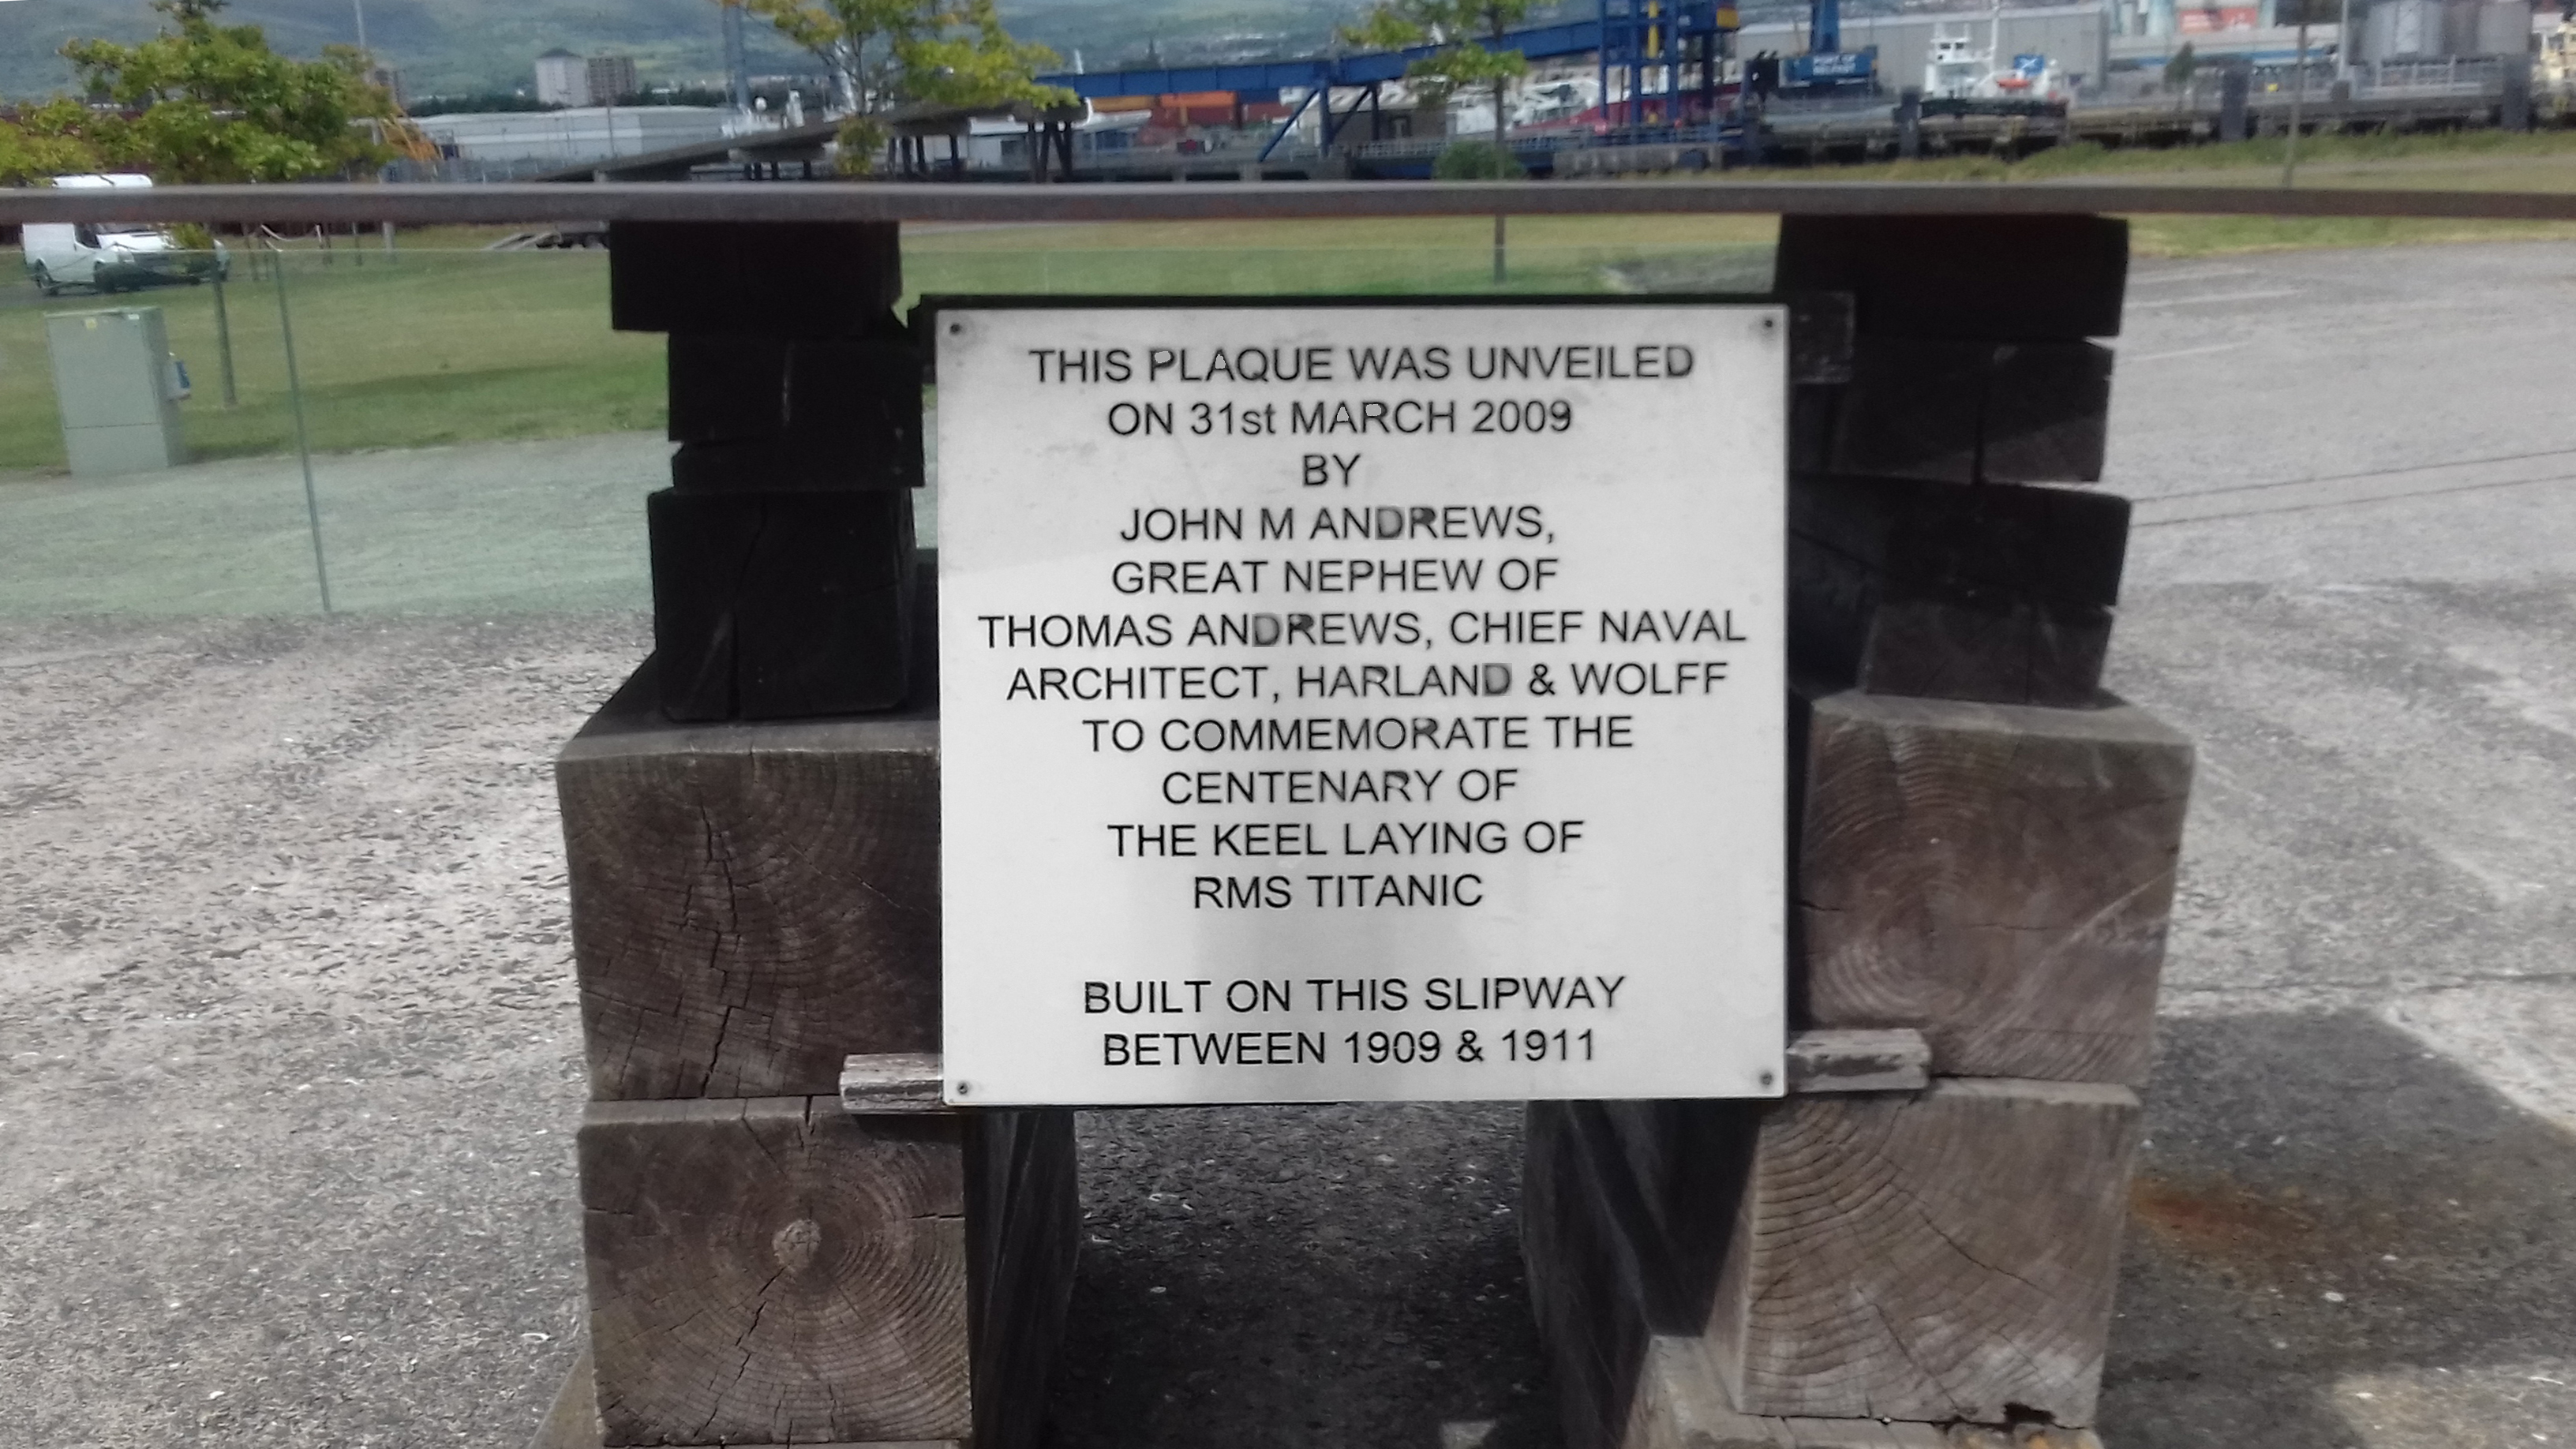 THIS PLAQUE WAS UNVEILED
ON 31st MARCH 2009
BY
JOHN M ANDREWS,
GREAT NEPHEW OF
THOMAS ANDREWS, CHIEF NAVAL
ARCHITECT, HARLAND & WOLFF
TO COMMEMORATE THE
CENTENARY OF
THE KEEL LAYING OF
RMS TITANIC
BUILT ON THIS SLIPWAY
BETWEEN 1909 & 1911